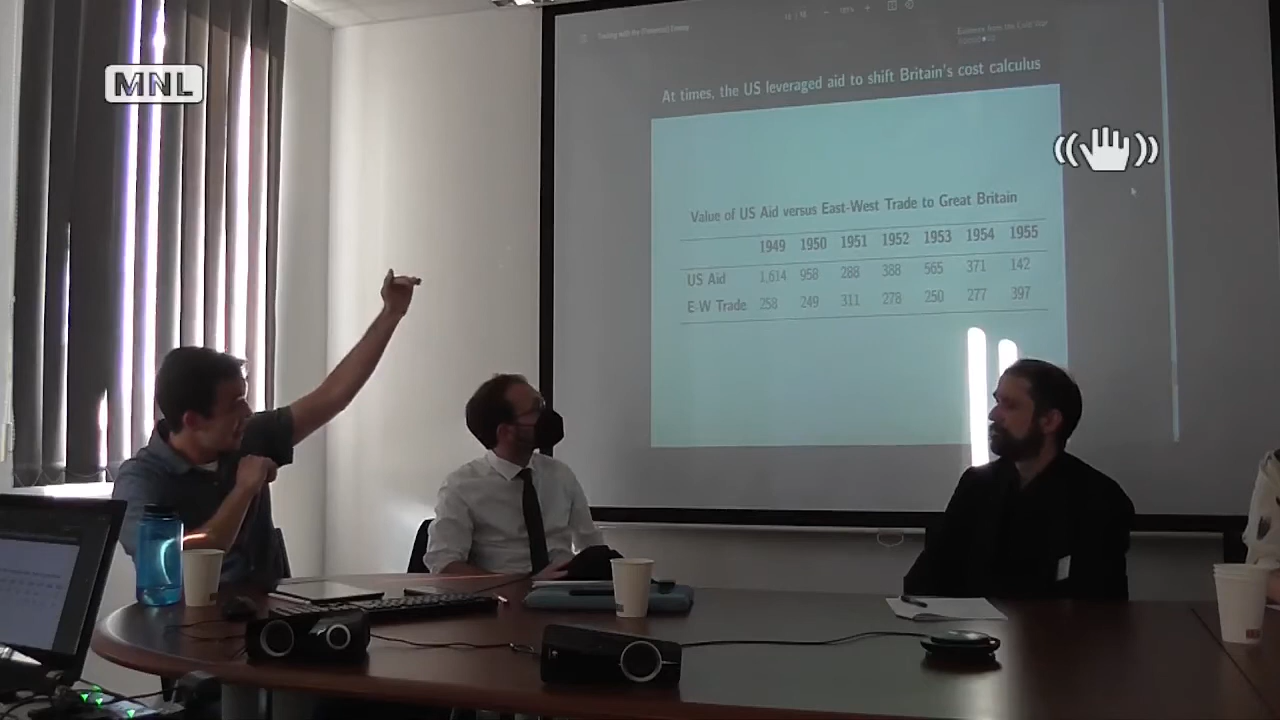 MNL
At times, the US leveraged aid to shift Britain's cost calculus
Value of US Aid versus East-West Trade to Great Britain
1949 1950 1951 1952 1953 1954 1955
US Aid 1,614 958 288 388 565 371 142
E-W Trade 258 249 311 278 250 277 397